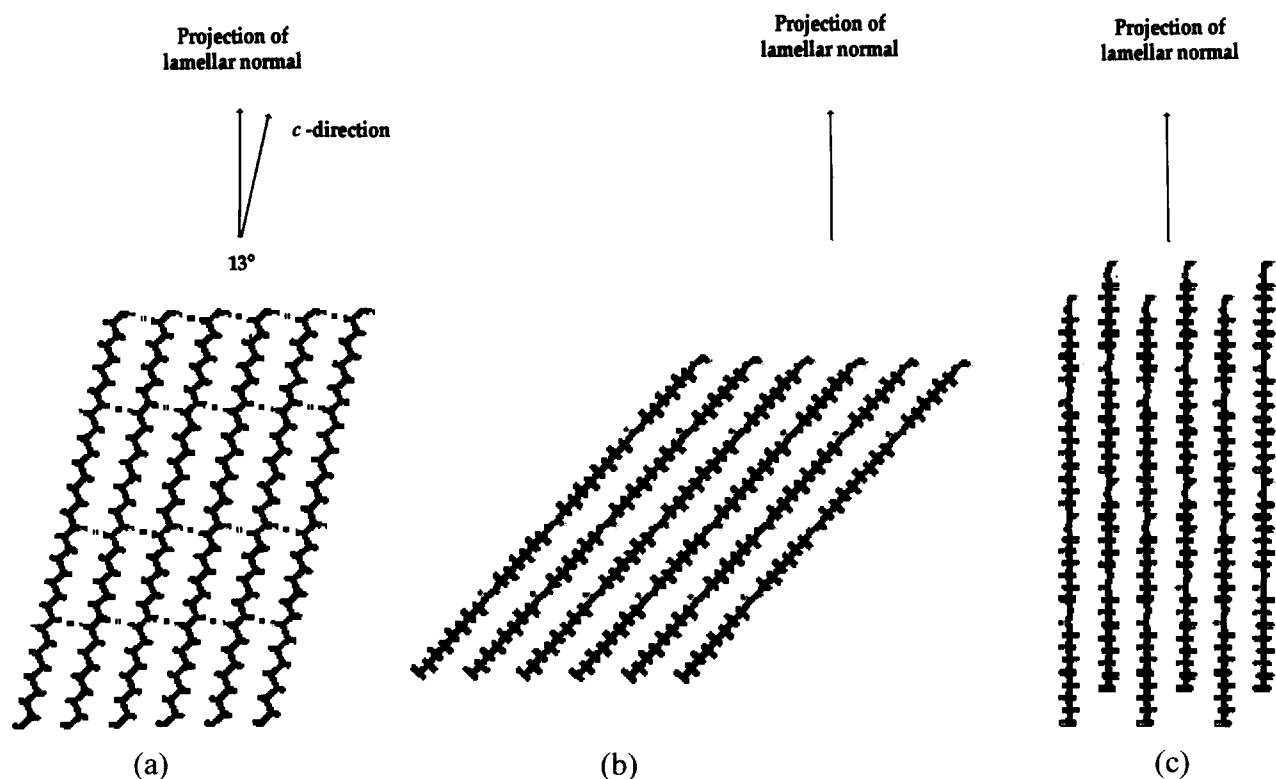 Projection of
lamellar normal
c -direction
13°
(a)
Projection of
lamellar normal
(b)
Projection of
lamellar normal
(c)